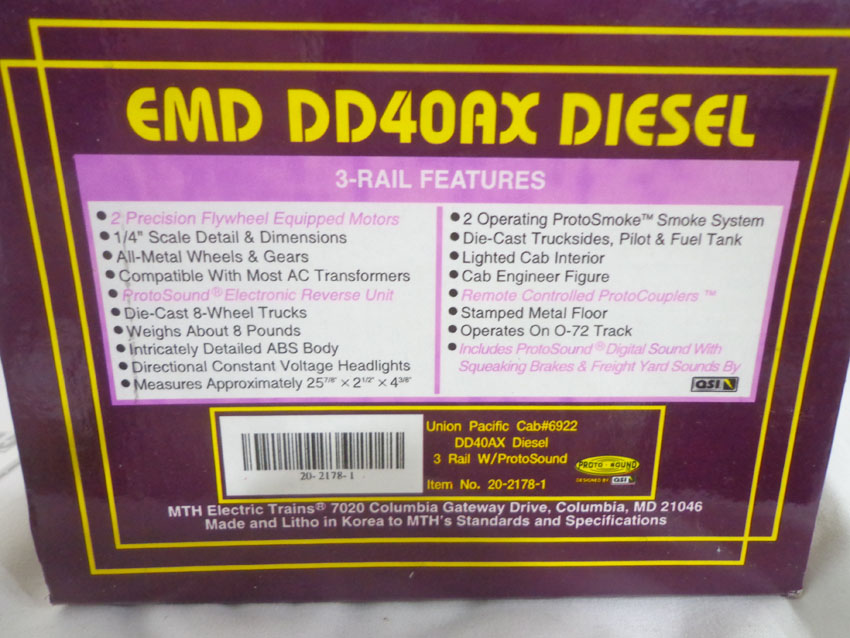 EMD DD40AX DIESEL
3-RAIL FEATURES
• 2 Precision Flywheel Equipped Motors
• 1/4" Scale Detail & Dimensions
• All-Metal Wheels & Gears
• Compatible With Most AC Transformers
• ProtoSound® Electronic Reverse Unit
• Die-Cast 8-Wheel Trucks
• Weighs About 8 Pounds
• Intricately Detailed ABS Body
• Directional Constant Voltage Headlights
• Measures Approximately 25 7/8" × 2 1/2" × 4 3/8"
• 2 Operating ProtoSmoke™ Smoke System
• Die-Cast Trucksides, Pilot & Fuel Tank
• Lighted Cab Interior
• Cab Engineer Figure
• Remote Controlled ProtoCouplers ™
• Stamped Metal Floor
• Operates On O-72 Track
• Includes ProtoSound® Digital Sound With
Squeaking Brakes & Freight Yard Sounds By QSI
20-2178-1
Union Pacific Cab#6922
DD40AX Diesel
3 Rail W/ProtoSound
Item No. 20-2178-1
PROTO-SOUND
DESIGNED BY QSI
MTH Electric Trains® 7020 Columbia Gateway Drive, Columbia, MD 21046
Made and Litho in Korea to MTH's Standards and Specifications